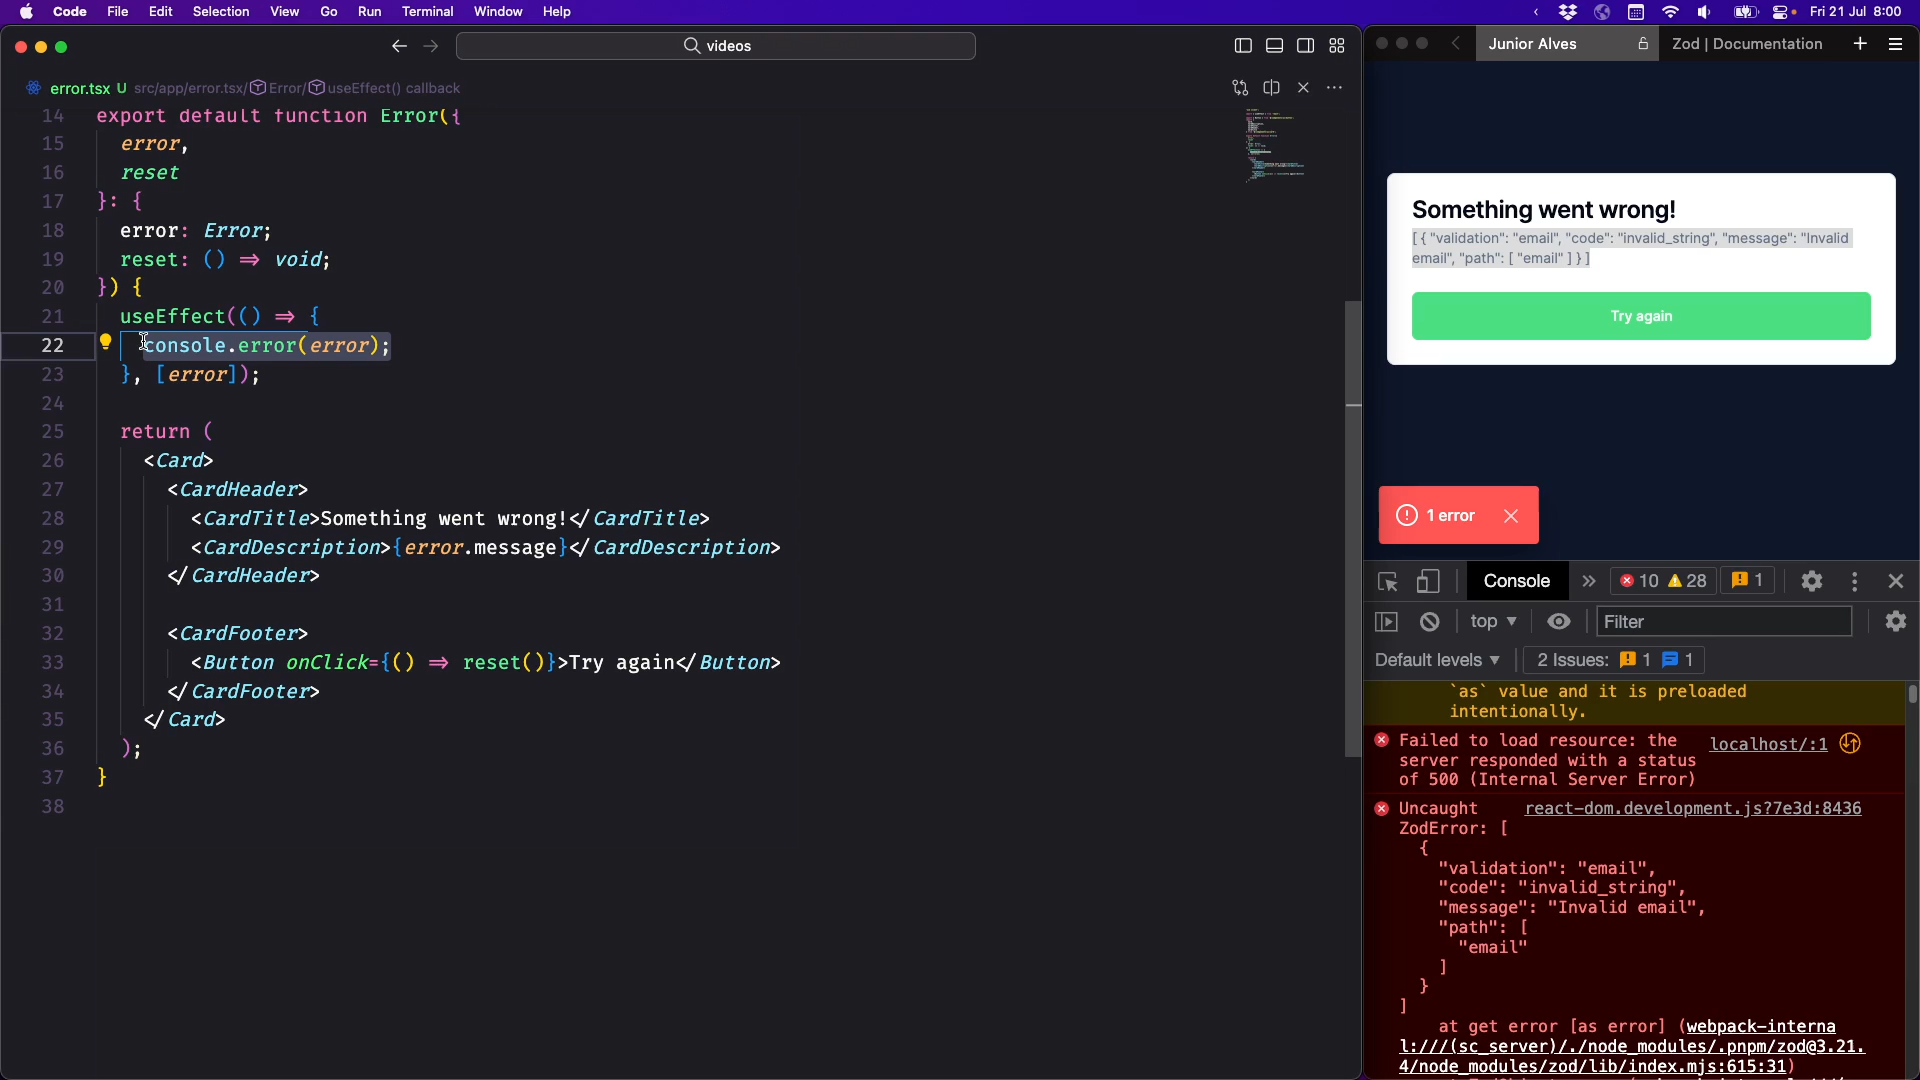 Code File Edit Selection View Go Run Terminal Window Help
Fri 21 Jul 8:00
videos
error.tsx U src/app/error.tsx/ Error/ useEffect() callback
14 export default function Error({
15 error,
16 reset
17 }: {
18 error: Error;
19 reset: () ⇒ void;
20 }) {
21 useEffect(() ⇒ {
22 console.error(error);
23 }, [error]);
24
25 return (
26 <Card>
27 <CardHeader>
28 <CardTitle>Something went wrong!</CardTitle>
29 <CardDescription>{error.message}</CardDescription>
30 </CardHeader>
31
32 <CardFooter>
33 <Button onClick={() ⇒ reset()}>Try again</Button>
34 </CardFooter>
35 </Card>
36 );
37 }
38
Junior Alves
Zod | Documentation
Something went wrong!
[ { "validation": "email", "code": "invalid_string", "message": "Invalid
email", "path": [ "email" ] } ]
Try again
1 error
Console » 10 28 1
top ▼ Filter
Default levels ▼ 2 Issues: 1 1
`as` value and it is preloaded
intentionally.
Failed to load resource: the localhost/:1
server responded with a status
of 500 (Internal Server Error)
Uncaught react-dom.development.js?7e3d:8436
ZodError: [
{
"validation": "email",
"code": "invalid_string",
"message": "Invalid email",
"path": [
"email"
]
}
]
at get error [as error] (webpack-interna
l:///(sc_server)/./node_modules/.pnpm/zod@3.21.
4/node_modules/zod/lib/index.mjs:615:31)